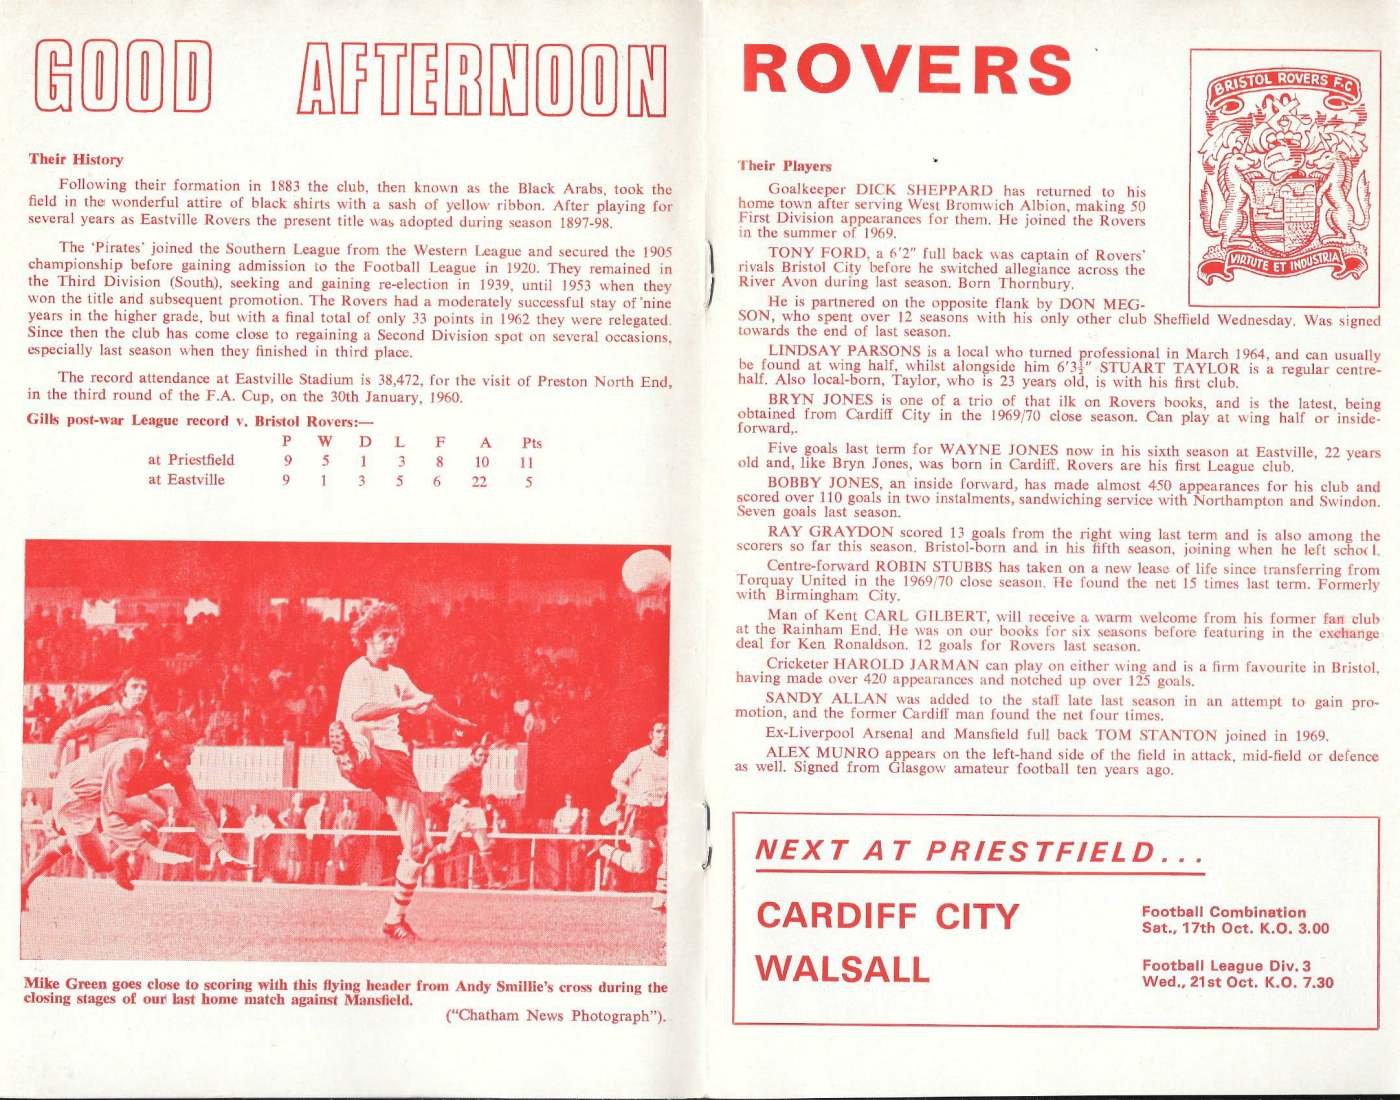 GOOD AFTERNOON
Their History
Following their formation in 1883 the club, then known as the Black Arabs, took the
field in the wonderful attire of black shirts with a sash of yellow ribbon. After playing for
several years as Eastville Rovers the present title was adopted during season 1897-98.
The 'Pirates' joined the Southern League from the Western League and secured the 1905
championship before gaining admission to the Football League in 1920. They remained in
the Third Division (South), seeking and gaining re-election in 1939, until 1953 when they
won the title and subsequent promotion. The Rovers had a moderately successful stay of nine
years in the higher grade, but with a final total of only 33 points in 1962 they were relegated.
Since then the club has come close to regaining a Second Division spot on several occasions,
especially last season when they finished in third place.
The record attendance at Eastville Stadium is 38,472, for the visit of Preston North End,
in the third round of the F.A. Cup, on the 30th January, 1960.
Gills post-war League record v. Bristol Rovers:—
P W D L F A Pts
at Priestfield 9 5 1 3 8 10 11
at Eastville 9 1 3 5 6 22 5
Mike Green goes close to scoring with this flying header from Andy Smillie's cross during the
closing stages of our last home match against Mansfield.
("Chatham News Photograph").
ROVERS
BRISTOL ROVERS F.C.
VIRTUTE ET INDUSTRIA
Their Players
Goalkeeper DICK SHEPPARD has returned to his
home town after serving West Bromwich Albion, making 50
First Division appearances for them. He joined the Rovers
in the summer of 1969.
TONY FORD, a 6'2" full back was captain of Rovers'
rivals Bristol City before he switched allegiance across the
River Avon during last season. Born Thornbury.
He is partnered on the opposite flank by DON MEG-
SON, who spent over 12 seasons with his only other club Sheffield Wednesday. Was signed
towards the end of last season.
LINDSAY PARSONS is a local who turned professional in March 1964, and can usually
be found at wing half, whilst alongside him 6'3½" STUART TAYLOR is a regular centre-
half. Also local-born, Taylor, who is 23 years old, is with his first club.
BRYN JONES is one of a trio of that ilk on Rovers books, and is the latest, being
obtained from Cardiff City in the 1969/70 close season. Can play at wing half or inside-
forward,.
Five goals last term for WAYNE JONES now in his sixth season at Eastville, 22 years
old and, like Bryn Jones, was born in Cardiff. Rovers are his first League club.
BOBBY JONES, an inside forward, has made almost 450 appearances for his club and
scored over 110 goals in two instalments, sandwiching service with Northampton and Swindon.
Seven goals last season.
RAY GRAYDON scored 13 goals from the right wing last term and is also among the
scorers so far this season. Bristol-born and in his fifth season, joining when he left school.
Centre-forward ROBIN STUBBS has taken on a new lease of life since transferring from
Torquay United in the 1969/70 close season. He found the net 15 times last term. Formerly
with Birmingham City.
Man of Kent CARL GILBERT, will receive a warm welcome from his former fan club
at the Rainham End. He was on our books for six seasons before featuring in the exchange
deal for Ken Ronaldson. 12 goals for Rovers last season.
Cricketer HAROLD JARMAN can play on either wing and is a firm favourite in Bristol,
having made over 420 appearances and notched up over 125 goals.
SANDY ALLAN was added to the staff late last season in an attempt to gain pro-
motion, and the former Cardiff man found the net four times.
Ex-Liverpool Arsenal and Mansfield full back TOM STANTON joined in 1969.
ALEX MUNRO appears on the left-hand side of the field in attack, mid-field or defence
as well. Signed from Glasgow amateur football ten years ago.
NEXT AT PRIESTFIELD...
CARDIFF CITY
Football Combination
Sat., 17th Oct. K.O. 3.00
WALSALL
Football League Div. 3
Wed., 21st Oct. K.O. 7.30